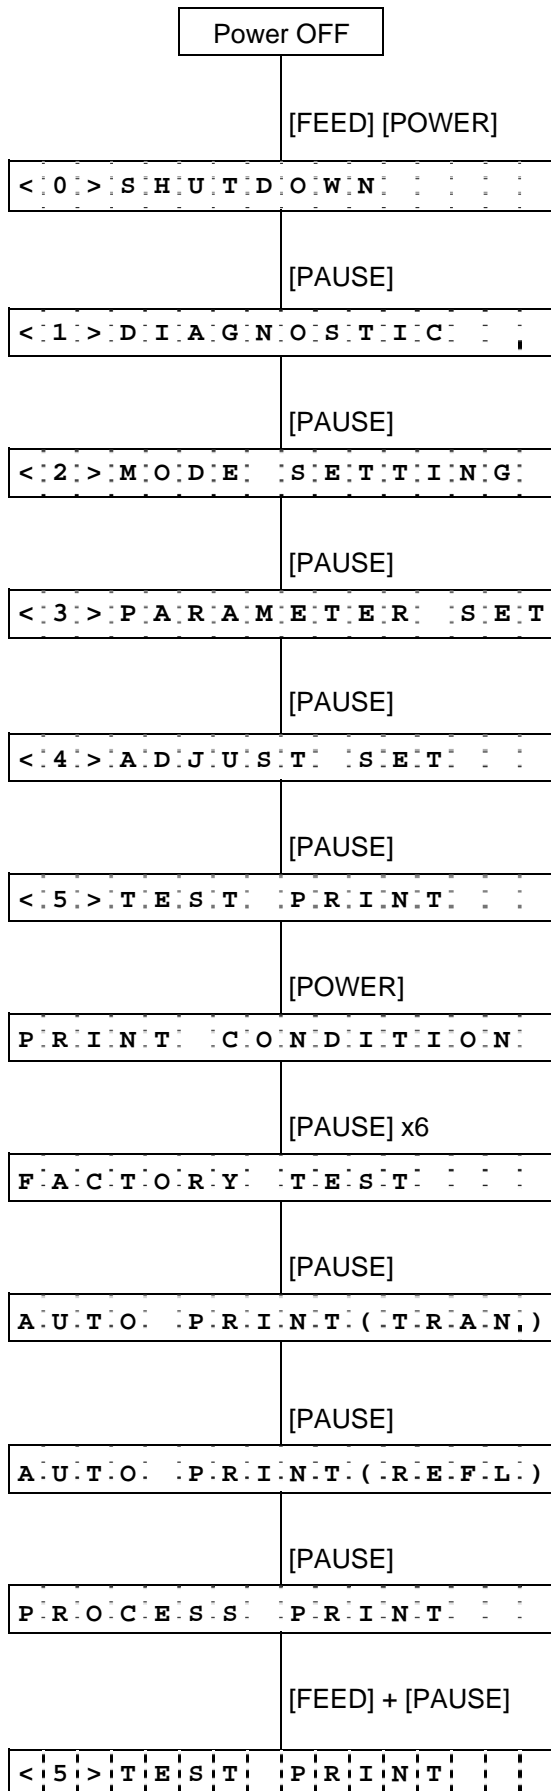 Power OFF
[FEED] [POWER]
<0>SHUTDOWN
[PAUSE]
<1>DIAGNOSTIC
[PAUSE]
<2>MODE SETTING
[PAUSE]
<3>PARAMETER SET
[PAUSE]
<4>ADJUST SET
[PAUSE]
<5>TEST PRINT
[POWER]
PRINT CONDITION
[PAUSE] x6
FACTORY TEST
[PAUSE]
AUTO PRINT(TRAN.)
[PAUSE]
AUTO PRINT(REFL)
[PAUSE]
PROCESS PRINT
[FEED] + [PAUSE]
<5>TEST PRINT